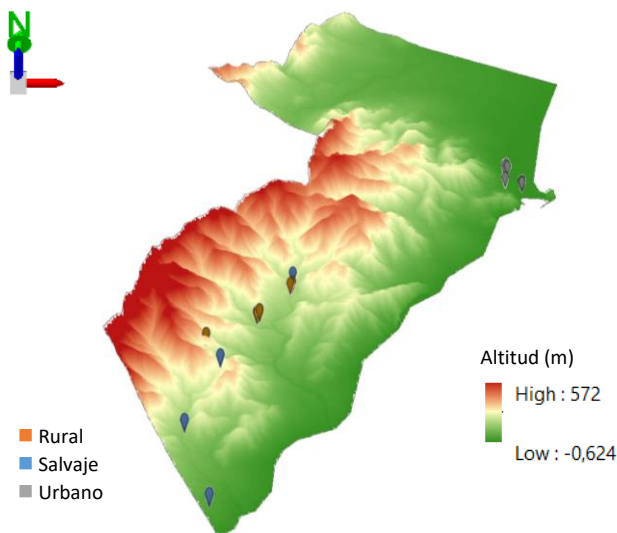 N
Altitud (m)
High : 572
Low : -0,624
Rural
Salvaje
Urbano